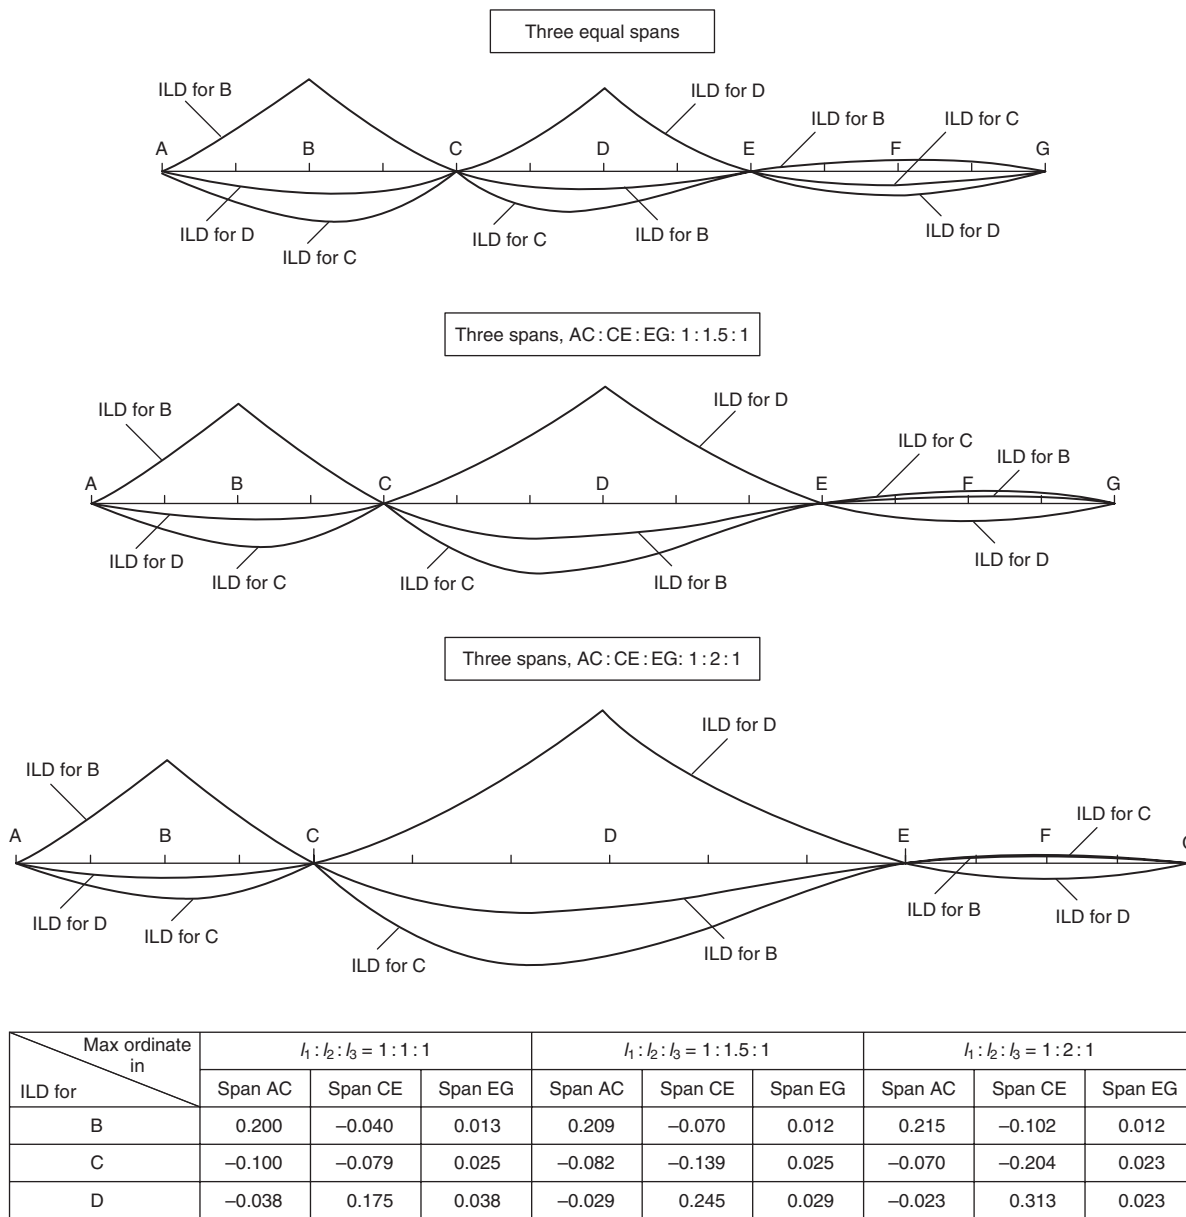 Three equal spans
ILD for B
ILD for D
ILD for B
ILD for C
A B C D E F G
ILD for D
ILD for C
ILD for C
ILD for B
ILD for D
Three spans, AC:CE:EG: 1:1.5:1
ILD for B
ILD for D
ILD for C
ILD for B
A B C D E F G
ILD for D
ILD for C
ILD for C
ILD for B
ILD for D
Three spans, AC:CE:EG: 1:2:1
ILD for B
ILD for D
ILD for C
A B C D E F
ILD for D
ILD for C
ILD for C
ILD for B
ILD for B
ILD for D
Max ordinate in l₁:l₂:l₃ = 1:1:1 l₁:l₂:l₃ = 1:1.5:1 l₁:l₂:l₃ = 1:2:1
ILD for Span AC Span CE Span EG Span AC Span CE Span EG Span AC Span CE Span EG
B 0.200 –0.040 0.013 0.209 –0.070 0.012 0.215 –0.102 0.012
C –0.100 –0.079 0.025 –0.082 –0.139 0.025 –0.070 –0.204 0.023
D –0.038 0.175 0.038 –0.029 0.245 0.029 –0.023 0.313 0.023